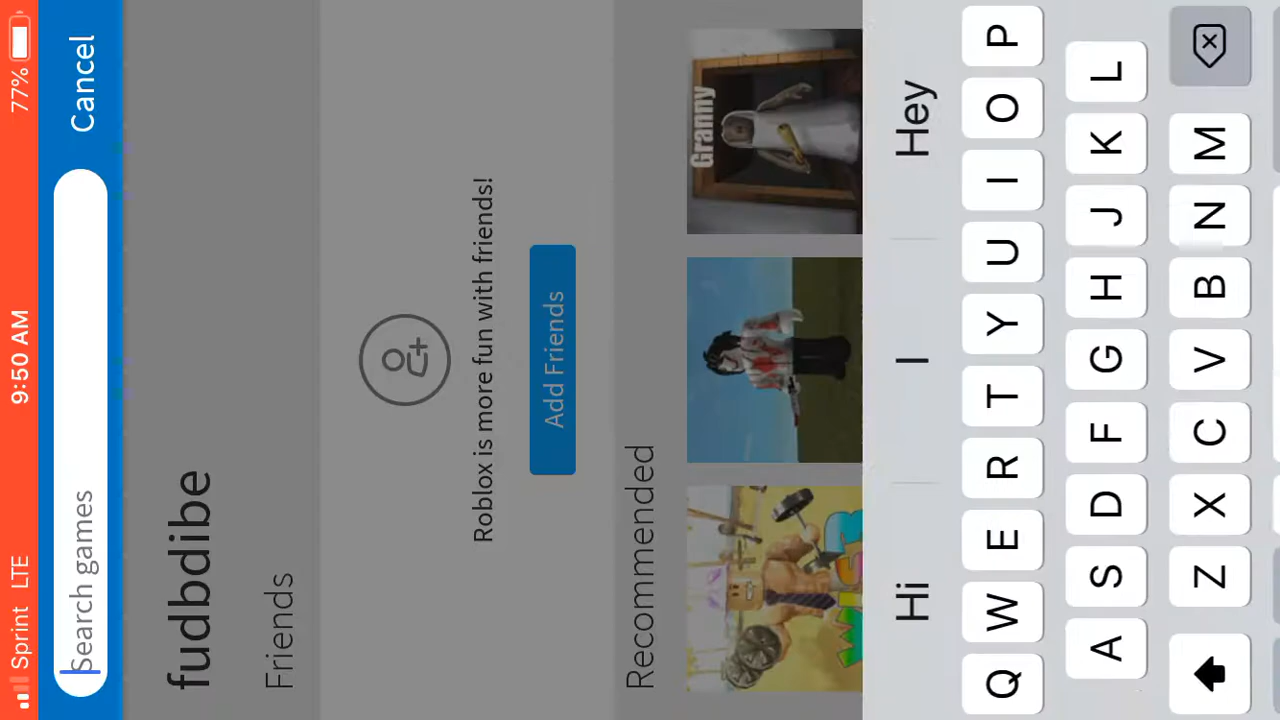 Sprint LTE 9:50 AM 77%
Search games Cancel
fudbdibe
Friends
Roblox is more fun with friends!
Add Friends
Recommended
Granny
Hi I Hey
Q W E R T Y U I O P
A S D F G H J K L
Z X C V B N M